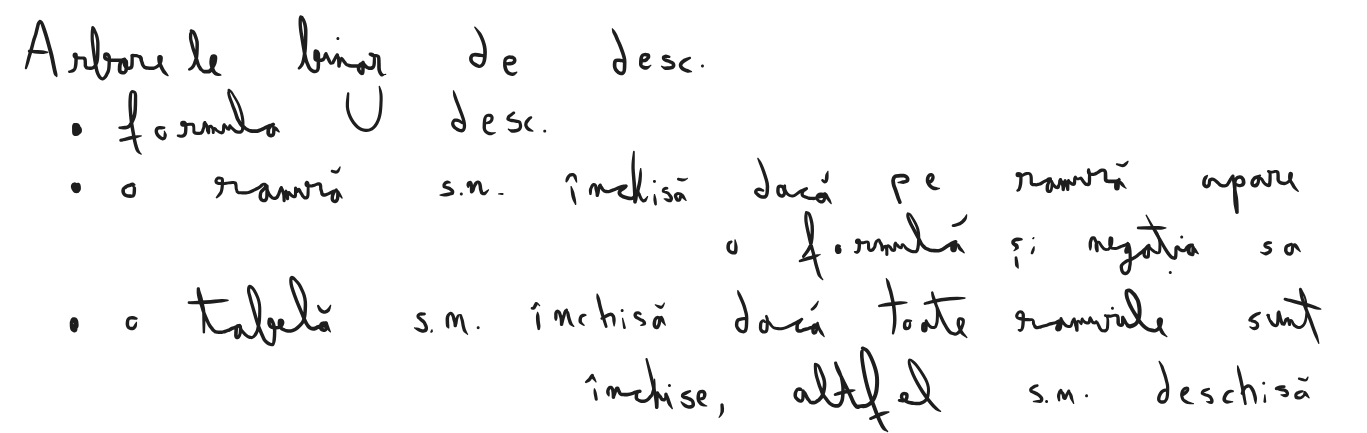 Arborele binar de desc.
• formula U desc.
• o ramură s.n. închisă dacă pe ramură apare
o formulă și negația sa
• o tabelă s.n. închisă dacă toate ramurile sunt
închise, altfel s.n. deschisă